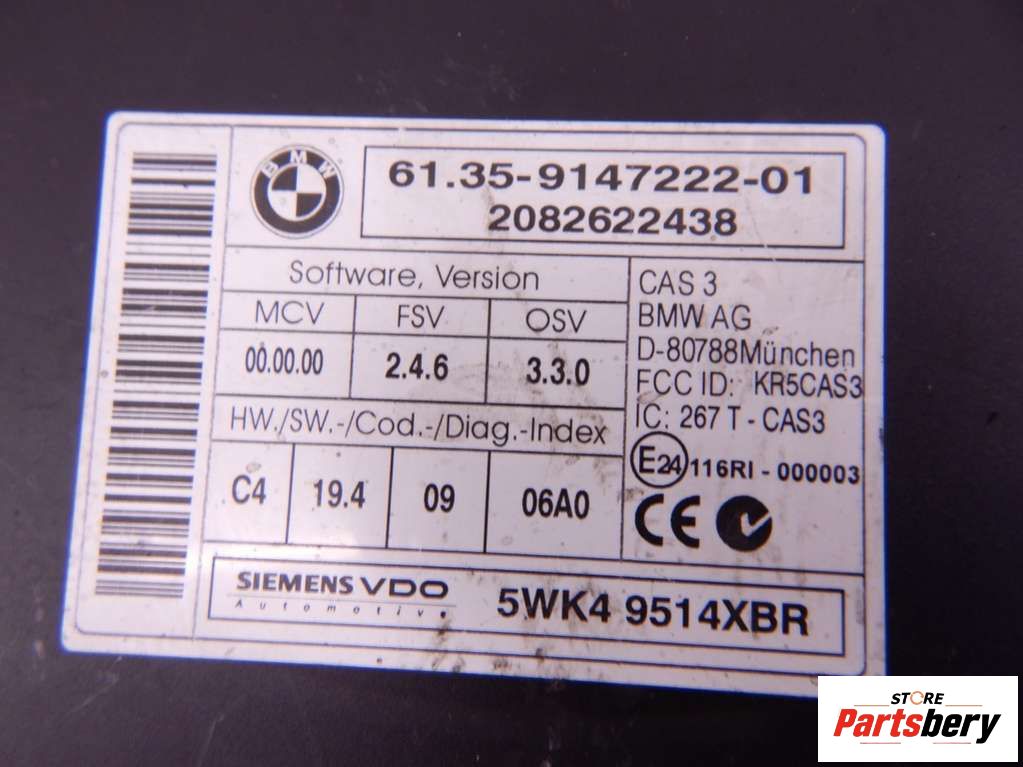 BMW
61.35-9147222-01
2082622438
Software, Version
MCV FSV OSV
00.00.00 2.4.6 3.3.0
HW./SW.-/Cod.-/Diag.-Index
C4 19.4 09 06A0
CAS 3
BMW AG
D-80788München
FCC ID: KR5CAS3
IC: 267 T - CAS3
E24 116RI - 000003
CE
SIEMENS VDO
Automotive
5WK4 9514XBR
STORE
Partsbery